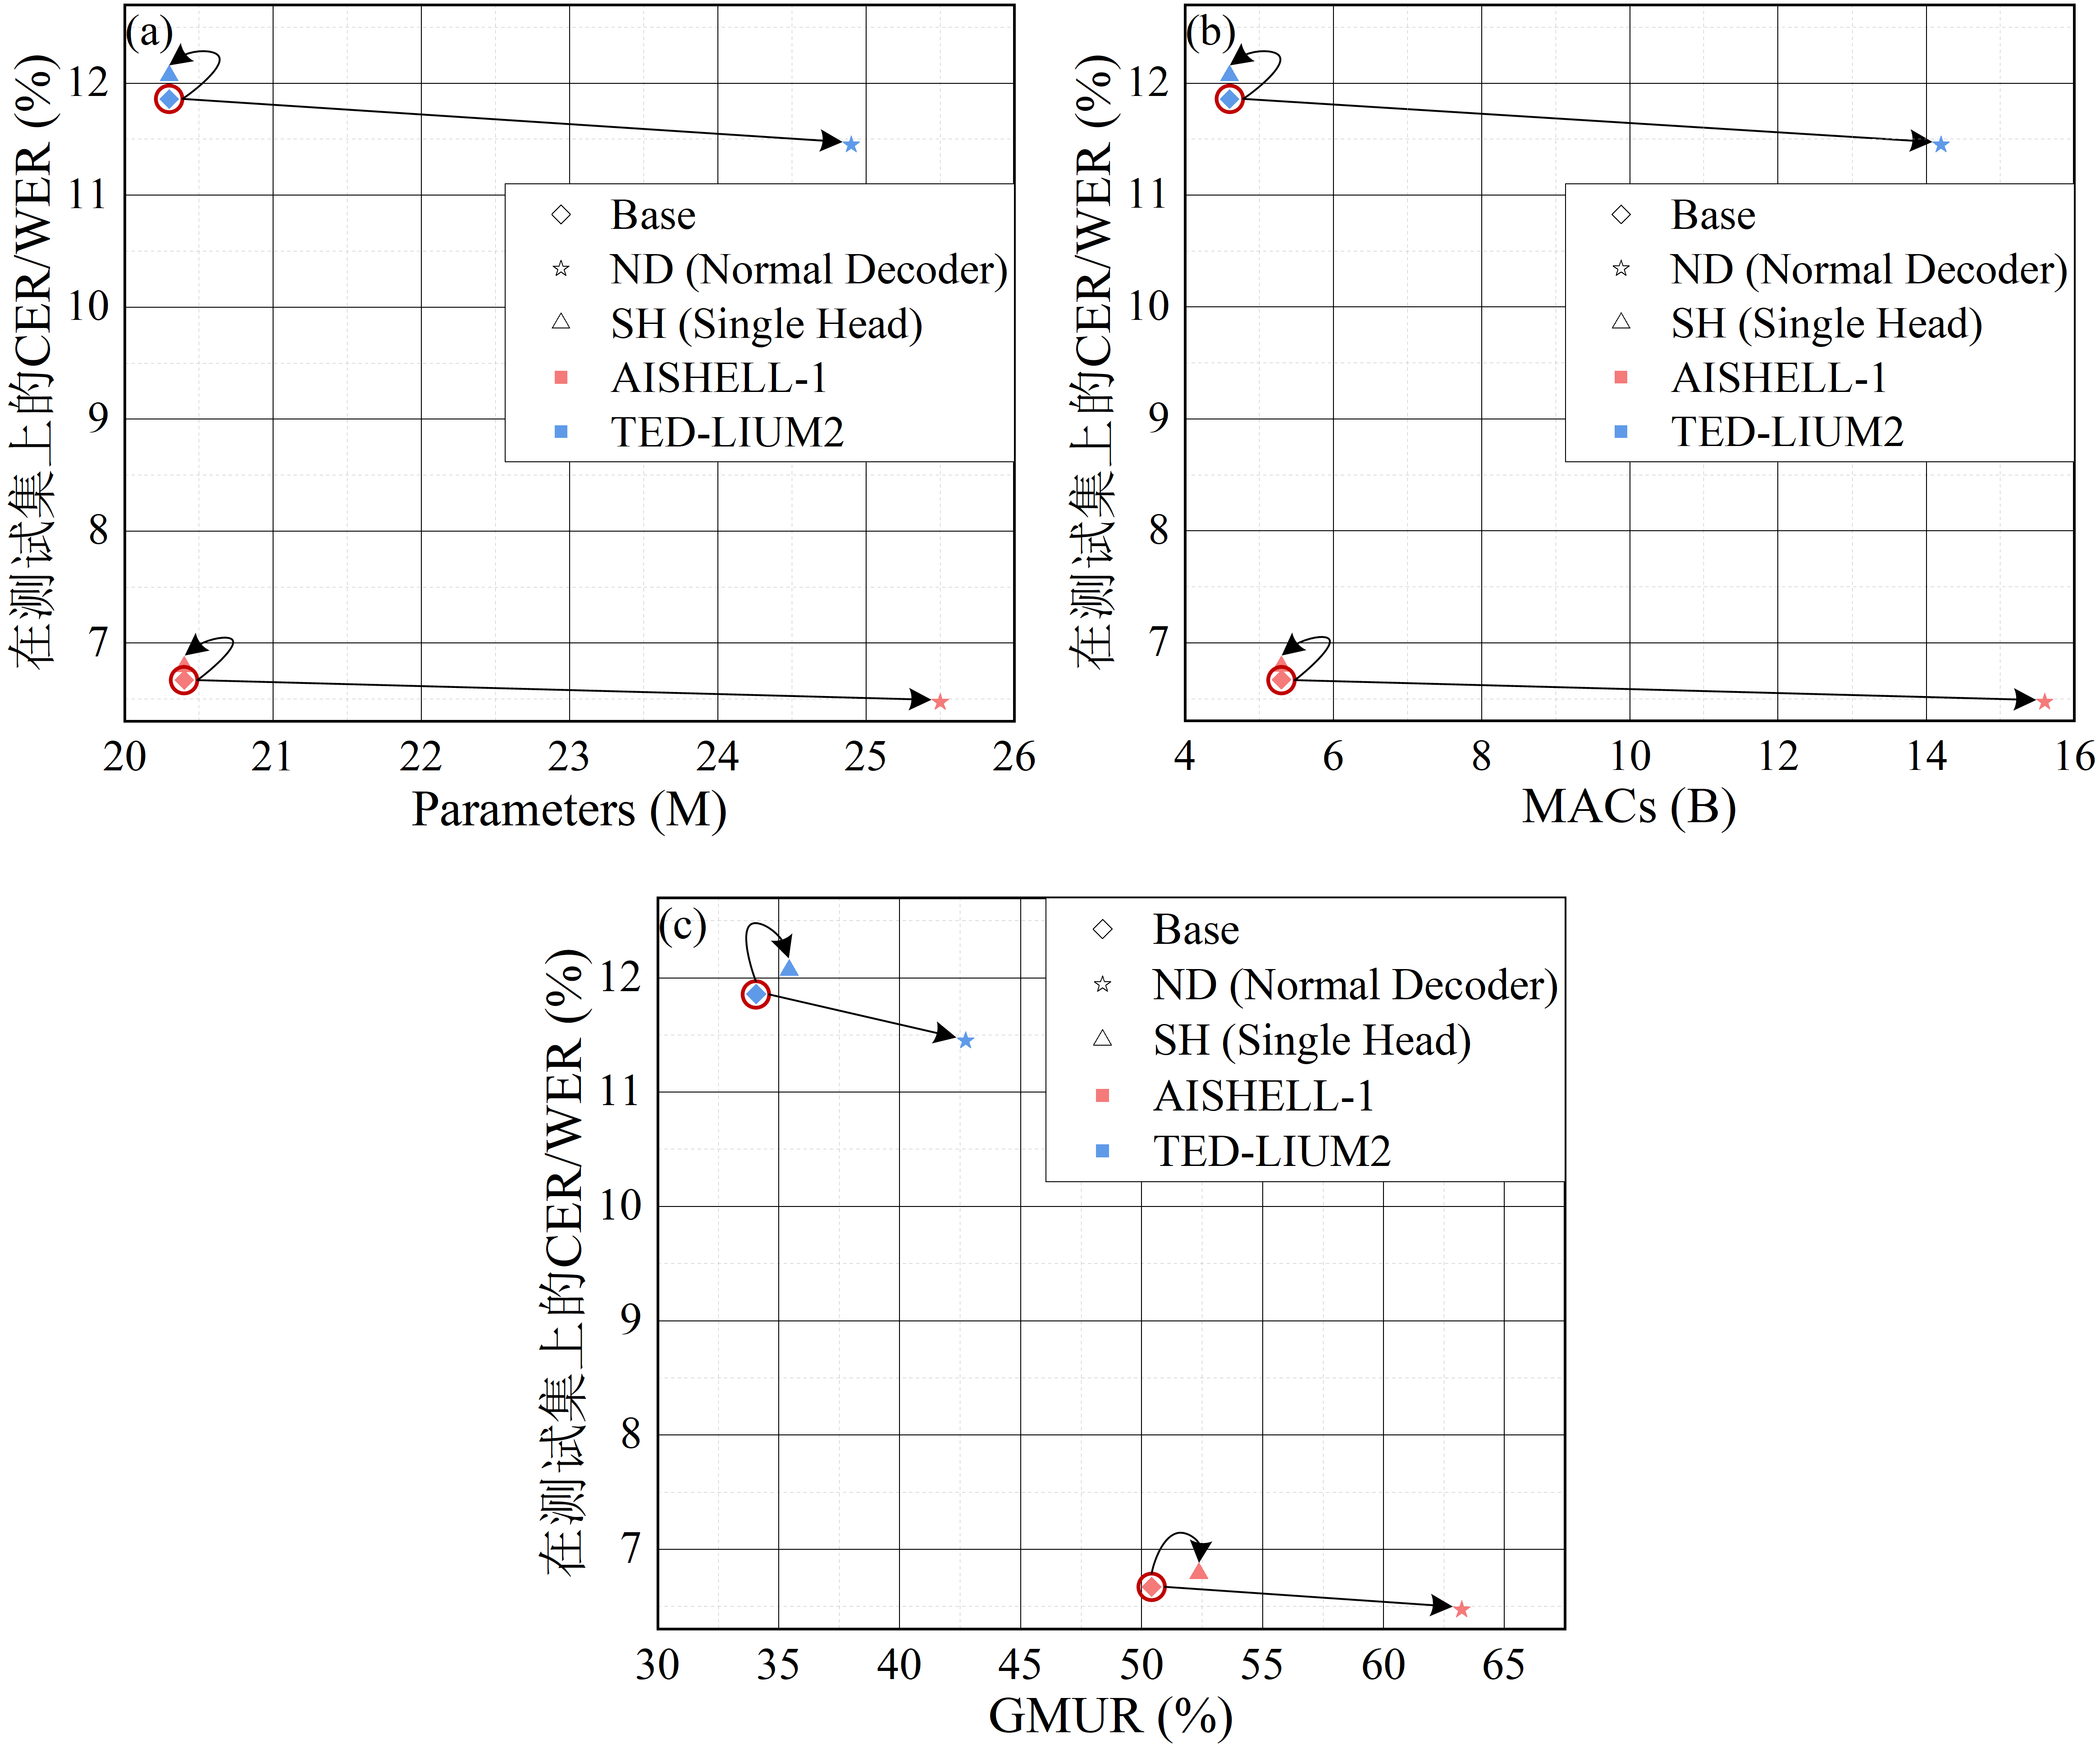 (a)
在测试集上的CER/WER (%)
12
11
10
9
8
7
Base
ND (Normal Decoder)
SH (Single Head)
AISHELL-1
TED-LIUM2
20 21 22 23 24 25 26
Parameters (M)
(b)
在测试集上的CER/WER (%)
12
11
10
9
8
7
Base
ND (Normal Decoder)
SH (Single Head)
AISHELL-1
TED-LIUM2
4 6 8 10 12 14 16
MACs (B)
(c)
在测试集上的CER/WER (%)
12
11
10
9
8
7
Base
ND (Normal Decoder)
SH (Single Head)
AISHELL-1
TED-LIUM2
30 35 40 45 50 55 60 65
GMUR (%)